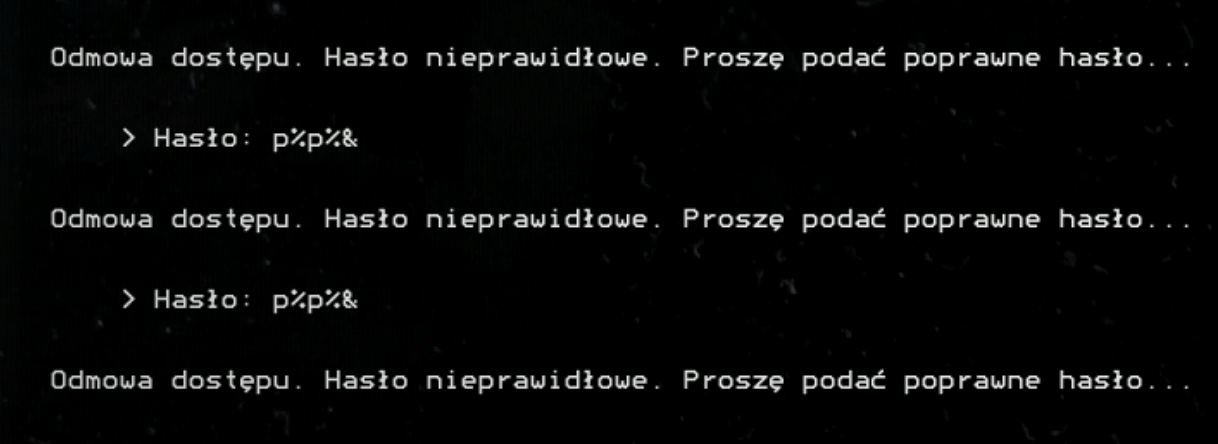 Odmowa dostępu. Hasło nieprawidłowe. Proszę podać poprawne hasło...
> Hasło: p%p%&
Odmowa dostępu. Hasło nieprawidłowe. Proszę podać poprawne hasło...
> Hasło: p%p%&
Odmowa dostępu. Hasło nieprawidłowe. Proszę podać poprawne hasło...